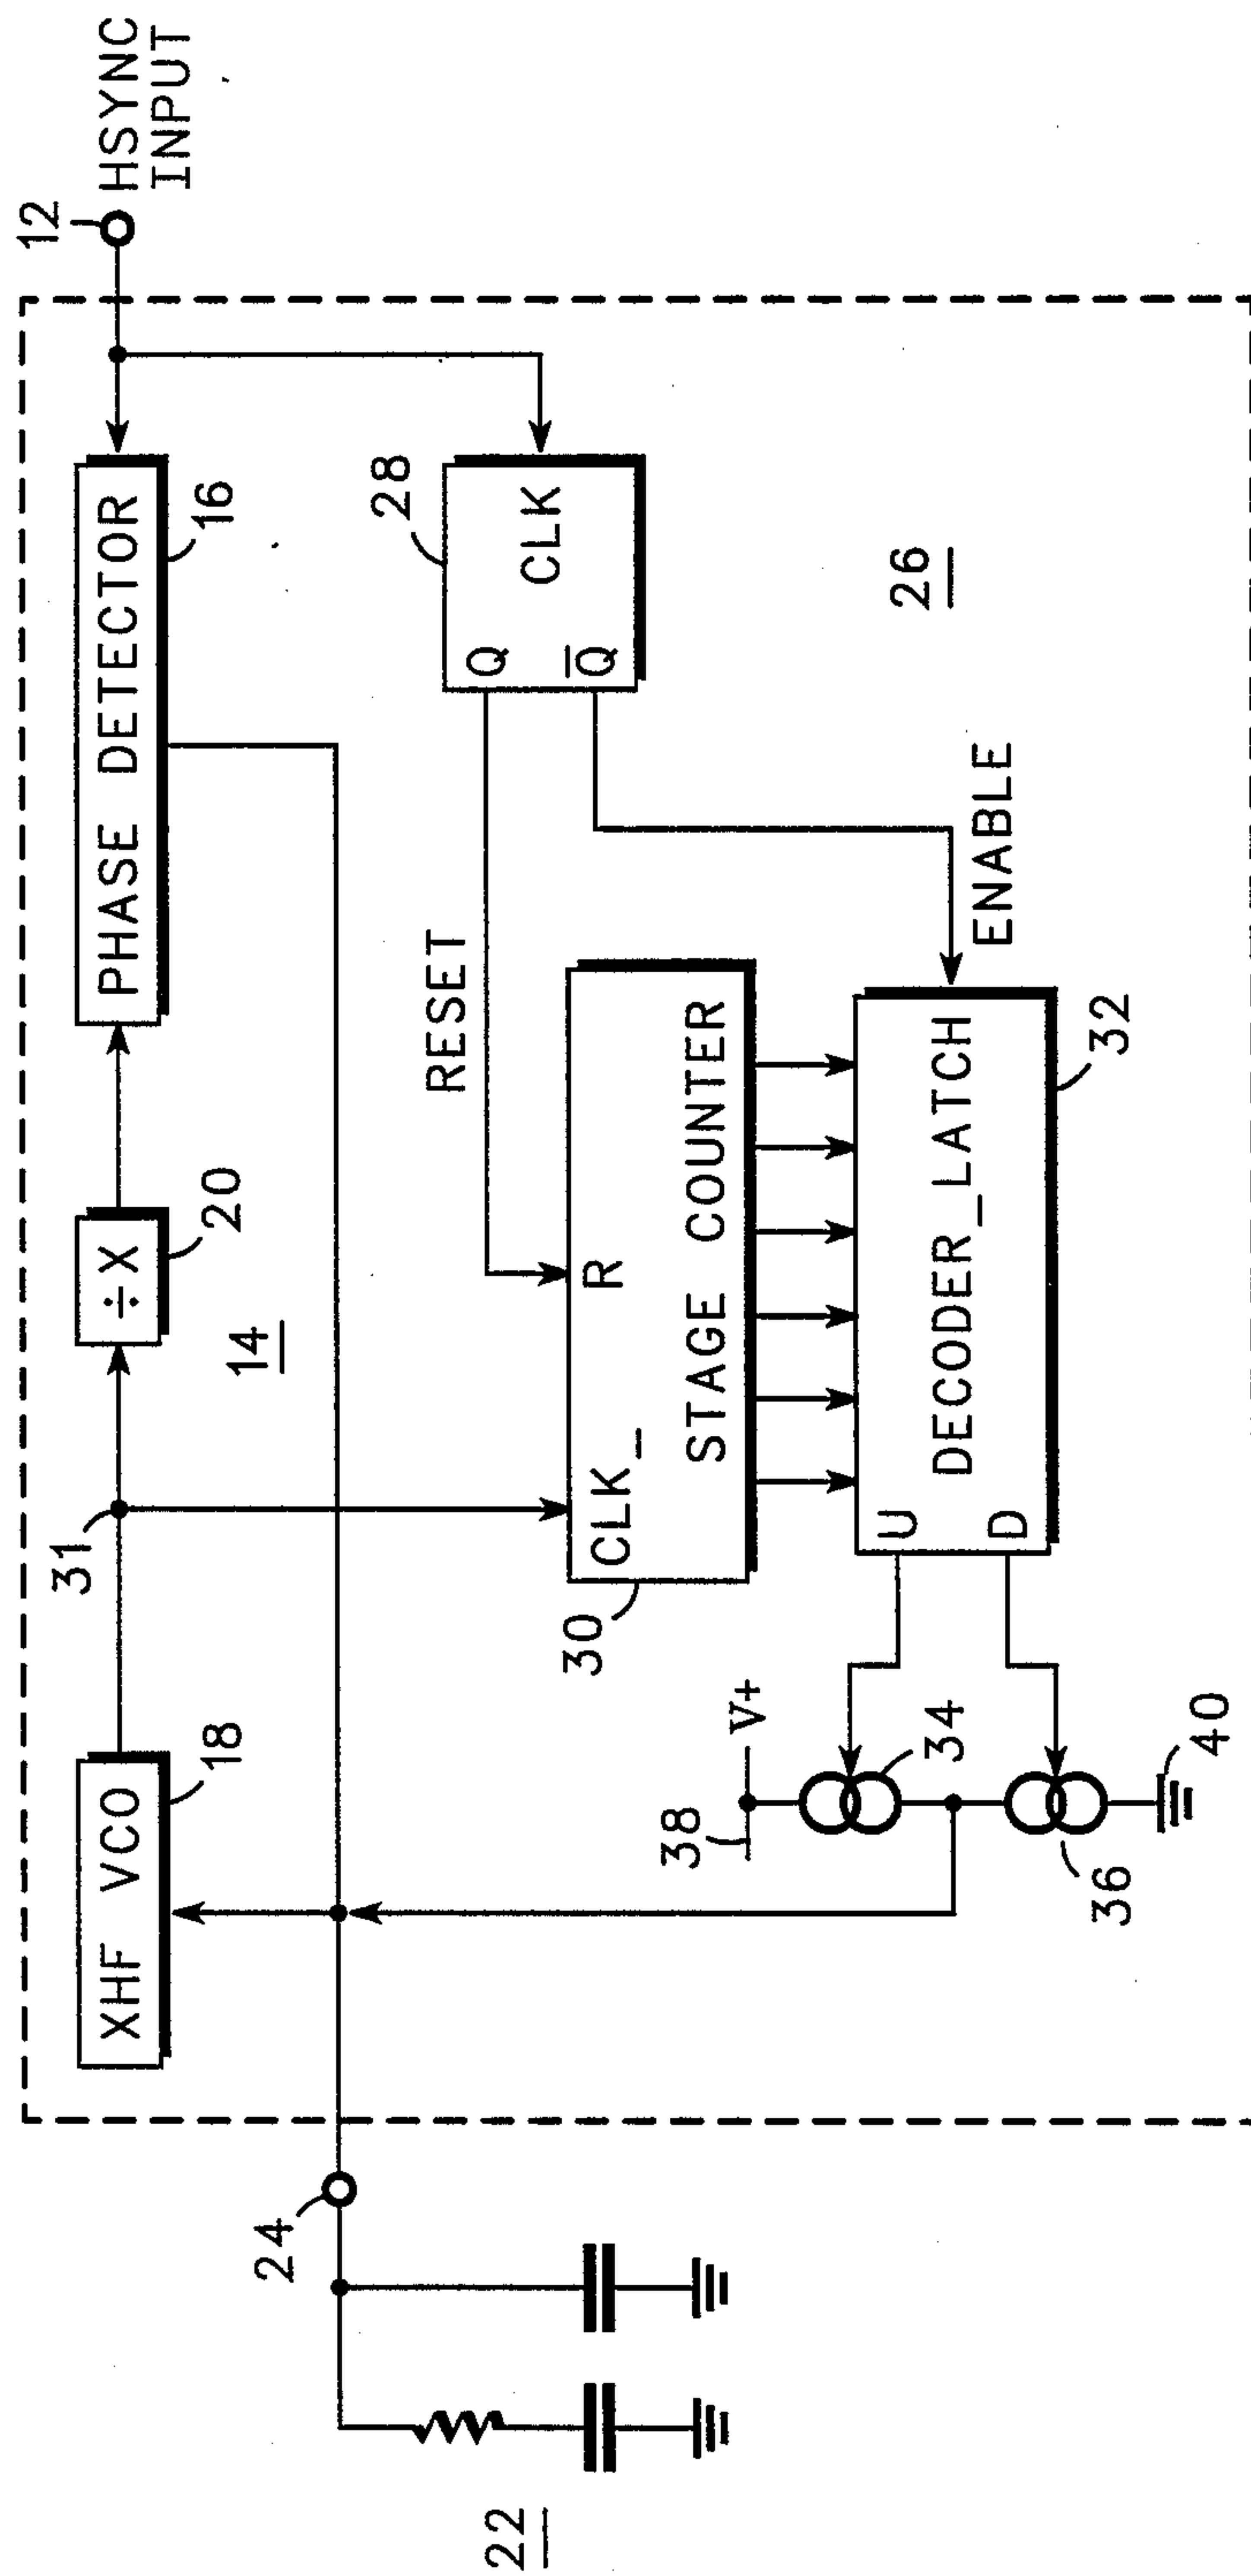 12
HSYNC
INPUT
PHASE DETECTOR
16
÷X
20
14
31
XHF VCO
18
24
22
28
Q
CLK
Q̅
26
RESET
ENABLE
CLK_
R
STAGE COUNTER
30
DECODER_LATCH
32
U
D
V+
38
34
36
40